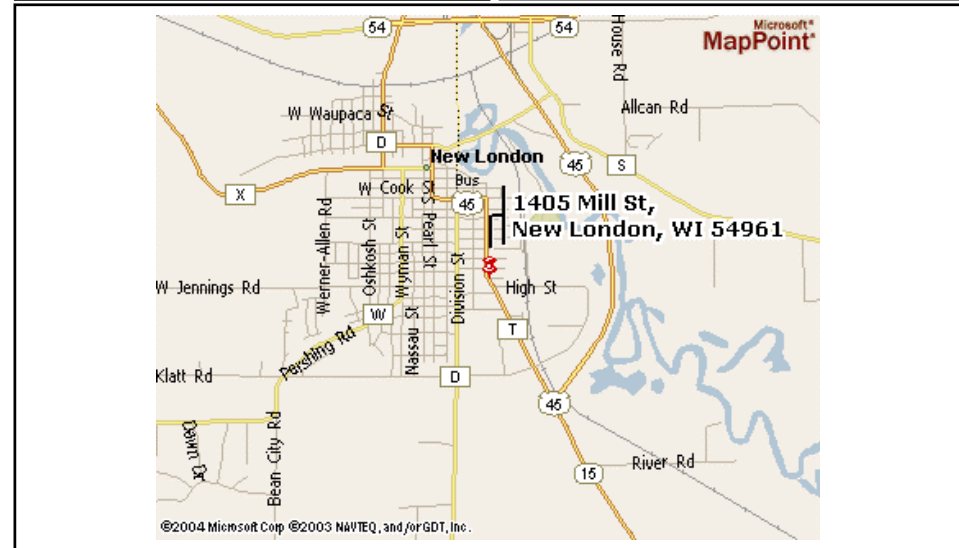 54
54
House Rd
Microsoft®
MapPoint®
Allcan Rd
W Waupaca St
D
New London
45
S
X
W Cook St
Bus
45
1405 Mill St,
New London, WI 54961
Werner-Allen Rd
Oshkosh St
Wyman St
S Pearl St
Division St
W Jennings Rd
High St
W
T
Nassau St
Pershing Rd
Klatt Rd
D
45
Dawn Dr
Bean City Rd
River Rd
15
©2004 Microsoft Corp ©2003 NAVTEQ, and/or GDT, Inc.